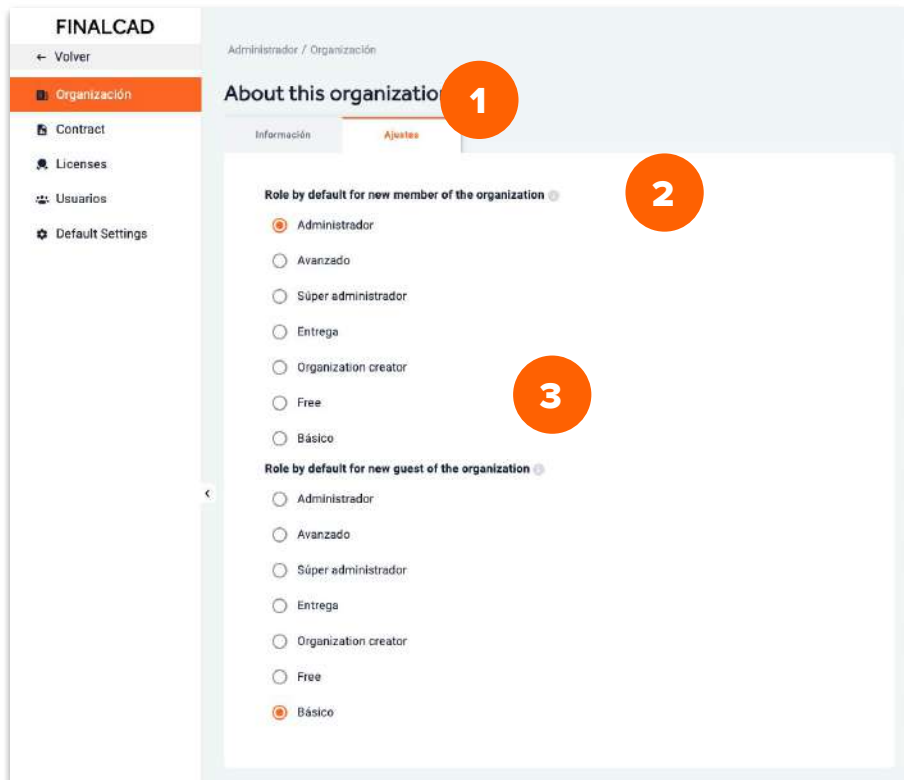 FINALCAD
← Volver
Organización
Contract
Licenses
Usuarios
Default Settings
Administrador / Organización
About this organization
1
Información
Ajustes
2
Role by default for new member of the organization
Administrador
Avanzado
Súper administrador
Entrega
Organization creator
3
Free
Básico
Role by default for new guest of the organization
Administrador
Avanzado
Súper administrador
Entrega
Organization creator
Free
Básico